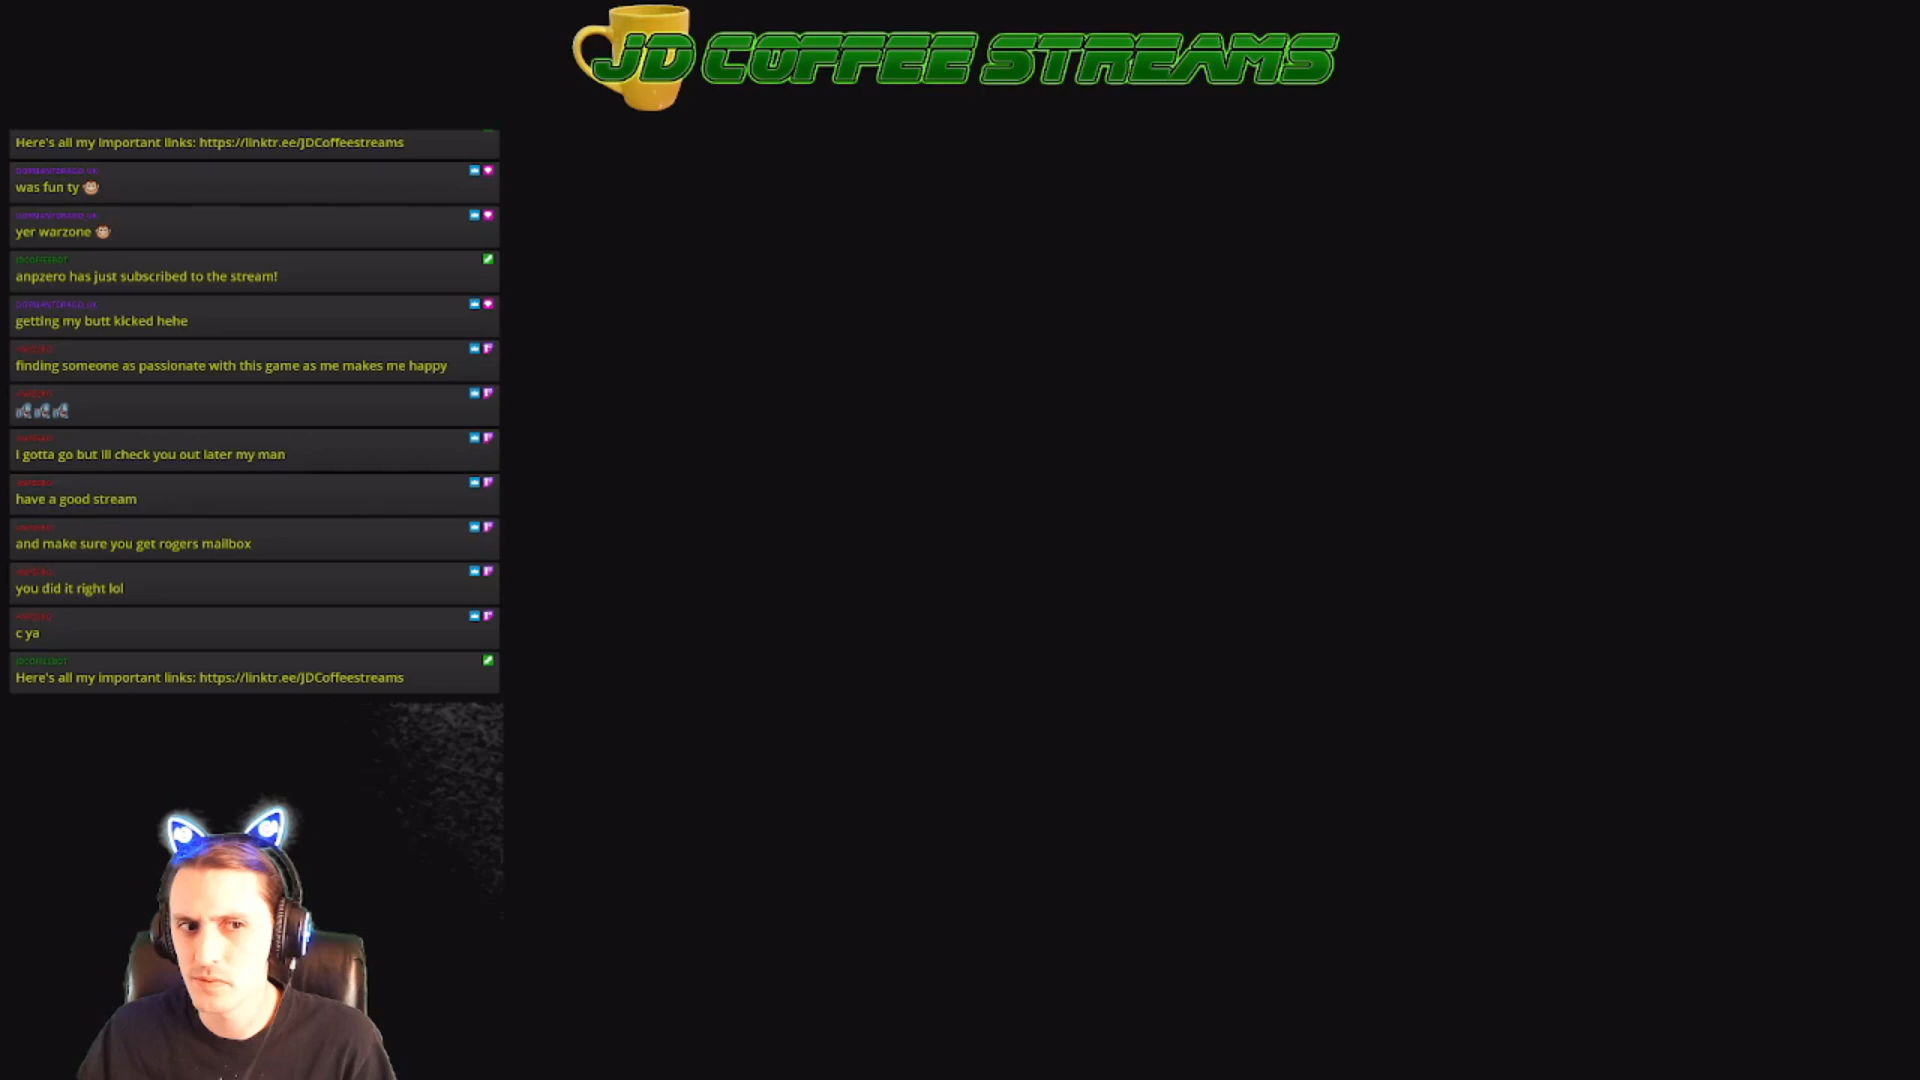 JD COFFEE STREAMS
Here's all my important links: https://linktr.ee/JDCoffeestreams
was fun ty
yer warzone
JDCOFFEEBOT
anpzero has just subscribed to the stream!
getting my butt kicked hehe
finding someone as passionate with this game as me makes me happy
I gotta go but Ill check you out later my man
have a good stream
and make sure you get rogers mailbox
you did it right lol
c ya
JDCOFFEEBOT
Here's all my important links: https://linktr.ee/JDCoffeestreams